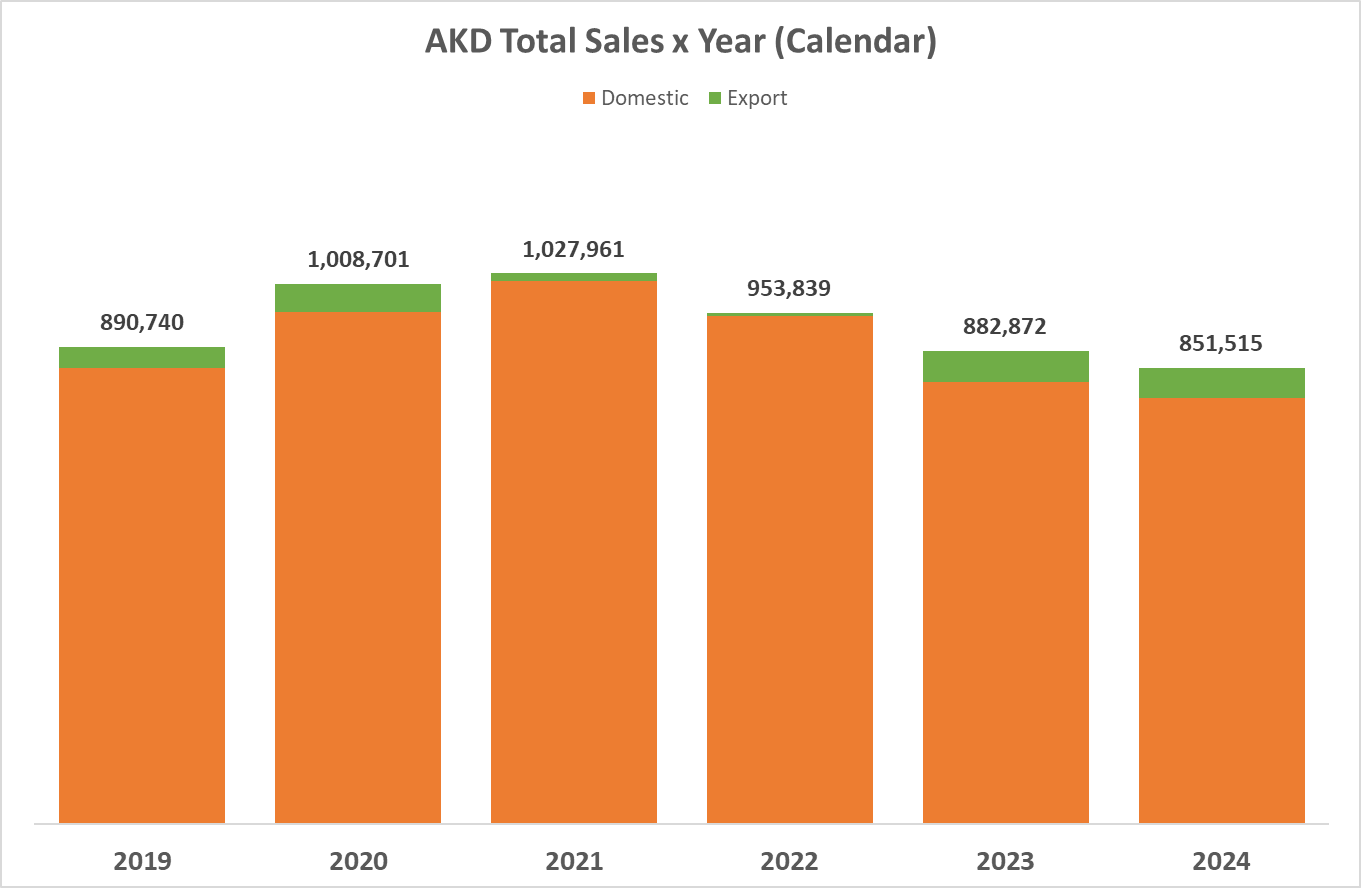 AKD Total Sales x Year (Calendar)
Domestic Export
890,740
1,008,701
1,027,961
953,839
882,872
851,515
2019 2020 2021 2022 2023 2024